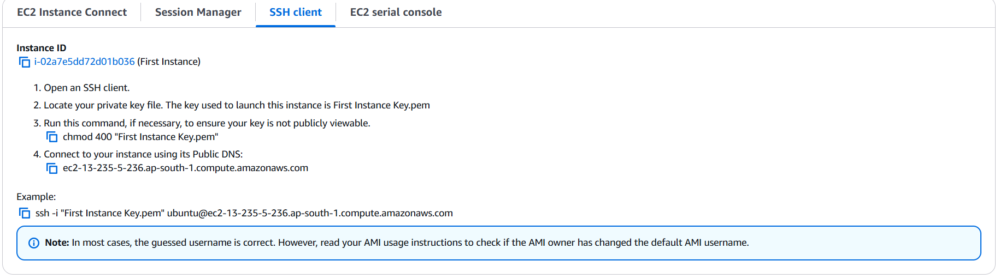 EC2 Instance Connect
Session Manager
SSH client
EC2 serial console
Instance ID
i-02a7e5dd72d01b036 (First Instance)
1. Open an SSH client.
2. Locate your private key file. The key used to launch this instance is First Instance Key.pem
3. Run this command, if necessary, to ensure your key is not publicly viewable.
chmod 400 "First Instance Key.pem"
4. Connect to your instance using its Public DNS:
ec2-13-235-5-236.ap-south-1.compute.amazonaws.com
Example:
ssh -i "First Instance Key.pem" ubuntu@ec2-13-235-5-236.ap-south-1.compute.amazonaws.com
Note: In most cases, the guessed username is correct. However, read your AMI usage instructions to check if the AMI owner has changed the default AMI username.